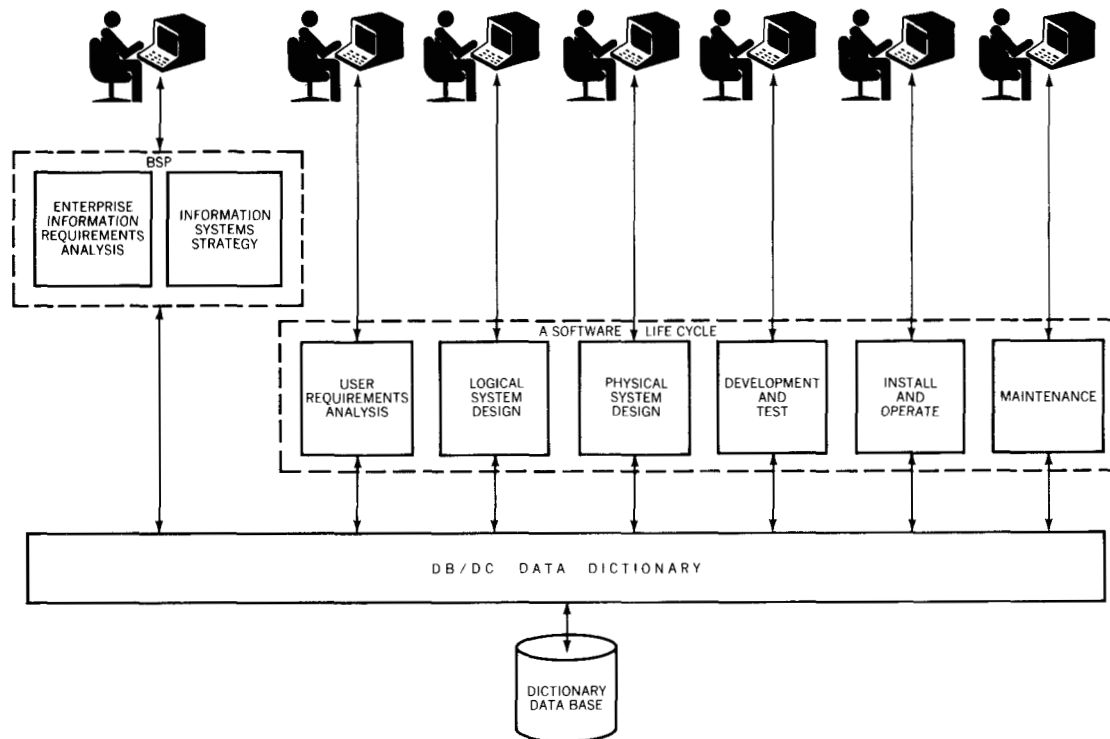 BSP
ENTERPRISE
INFORMATION
REQUIREMENTS
ANALYSIS
INFORMATION
SYSTEMS
STRATEGY
A SOFTWARE LIFE CYCLE
USER
REQUIREMENTS
ANALYSIS
LOGICAL
SYSTEM
DESIGN
PHYSICAL
SYSTEM
DESIGN
DEVELOPMENT
AND
TEST
INSTALL
AND
OPERATE
MAINTENANCE
DB/DC DATA DICTIONARY
DICTIONARY
DATA BASE